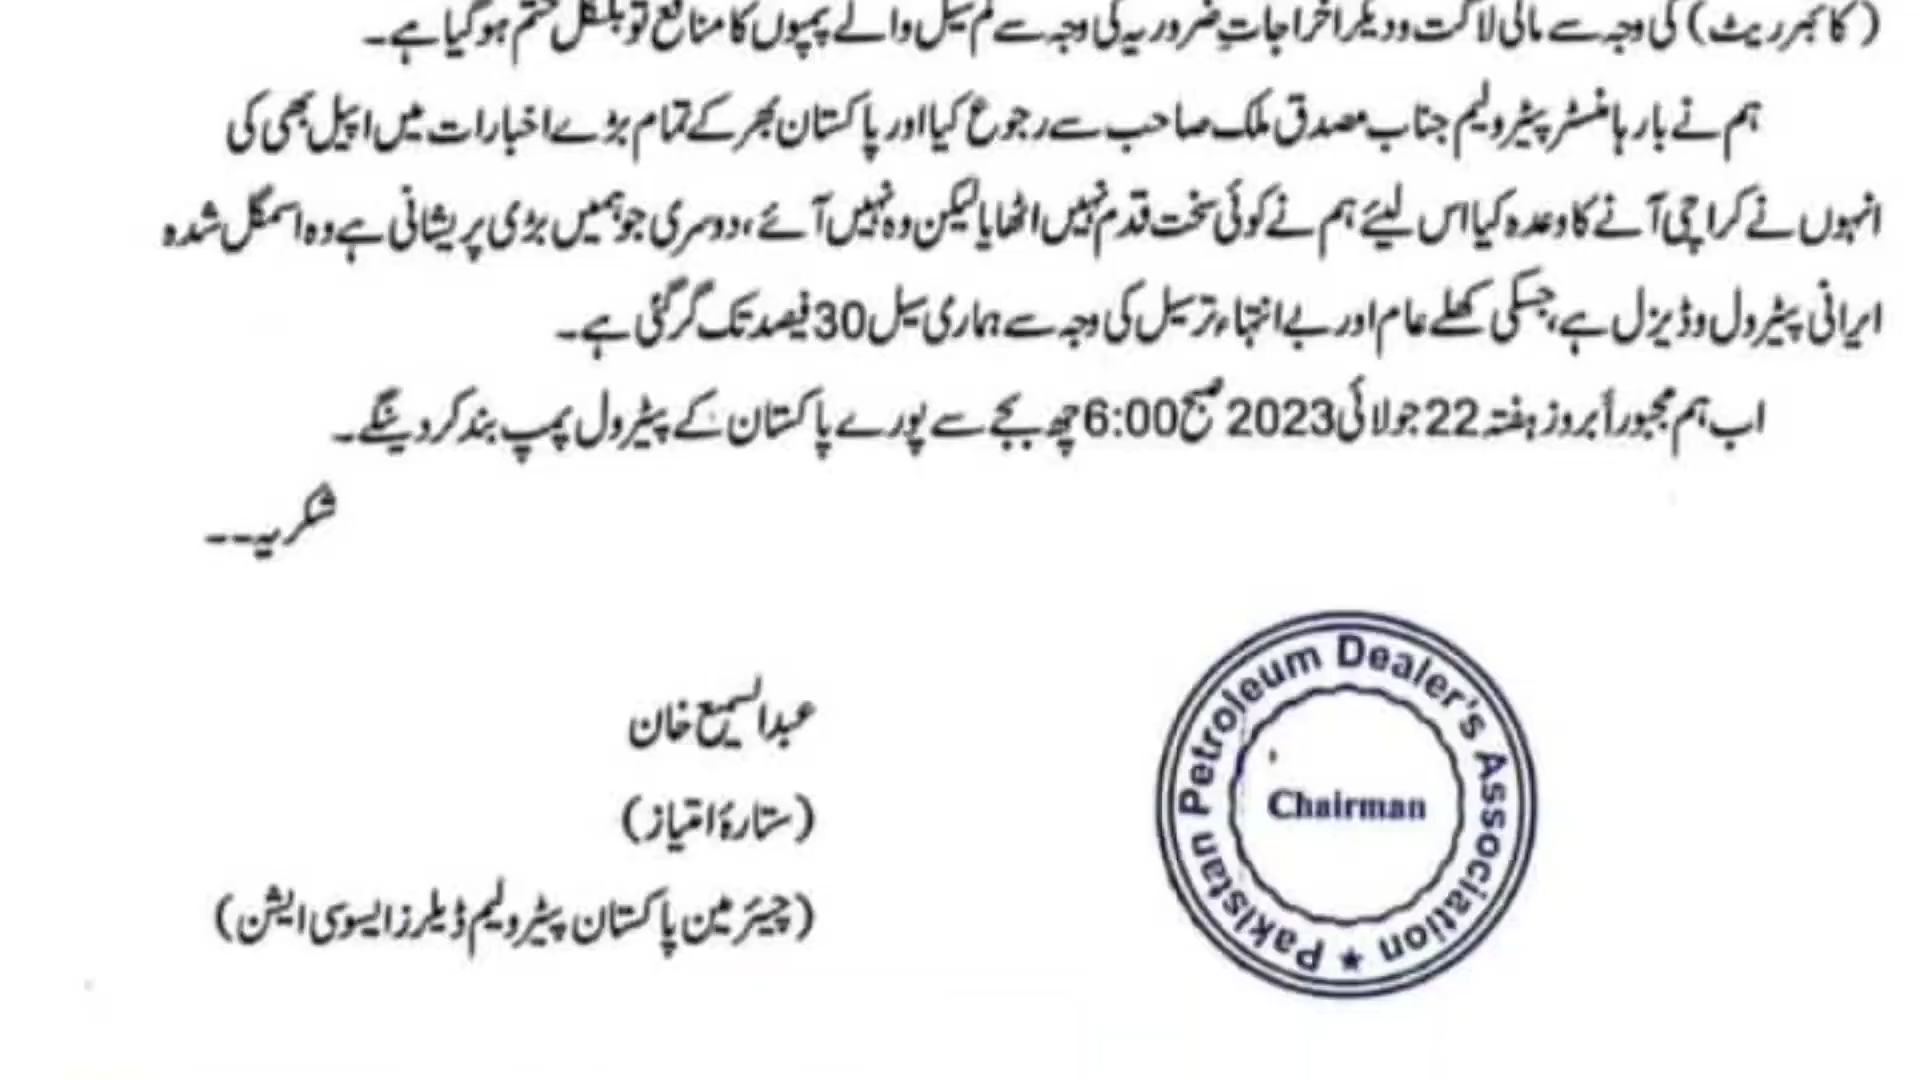 (کائبر ریٹ) کی وجہ سے مالی لاگت و دیگر اخراجاتِ ضروریہ کی وجہ سے کم سیل والے پمپوں کا منافع تو بلکل ختم ہو گیا ہے۔
ہم نے بارہا منسٹر پیٹرولیم جناب مصدق ملک صاحب سے رجوع کیا اور پاکستان بھر کے تمام بڑے اخبارات میں اپیل بھی کی
انہوں نے کراچی آنے کا وعدہ کیا اس لیئے ہم نے کوئی سخت قدم نہیں اٹھایا لیکن وہ نہیں آئے، دوسری جو ہمیں بڑی پریشانی ہے وہ اسمگل شدہ
ایرانی پیٹرول و ڈیزل ہے، جسکی کھلے عام اور بے انتہاء ترسیل کی وجہ سے ہماری سیل 30 فیصد تک گر گئی ہے۔
اب ہم مجبوراً بروز ہفتہ 22 جولائی 2023 صبح 6:00 چھ بجے سے پورے پاکستان کے پیٹرول پمپ بند کر دینگے۔
شکریہ۔۔
عبدالسمیع خان
(ستارۂ امتیاز)
(چیئرمین پاکستان پیٹرولیم ڈیلرز ایسوسی ایشن)
Pakistan Petroleum Dealer's Association ★
Chairman